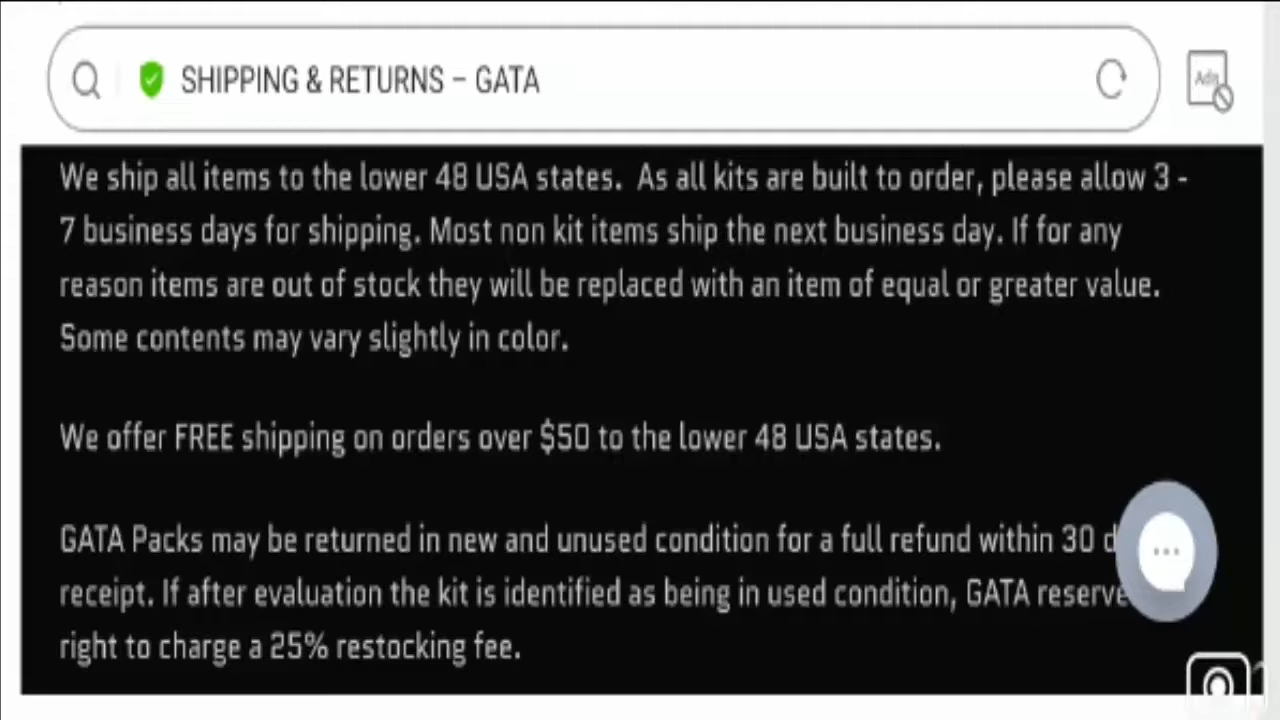 SHIPPING & RETURNS – GATA
We ship all items to the lower 48 USA states.  As all kits are built to order, please allow 3 -
7 business days for shipping. Most non kit items ship the next business day. If for any
reason items are out of stock they will be replaced with an item of equal or greater value.
Some contents may vary slightly in color.
We offer FREE shipping on orders over $50 to the lower 48 USA states.
GATA Packs may be returned in new and unused condition for a full refund within 30
receipt. If after evaluation the kit is identified as being in used condition, GATA
right to charge a 25% restocking fee.